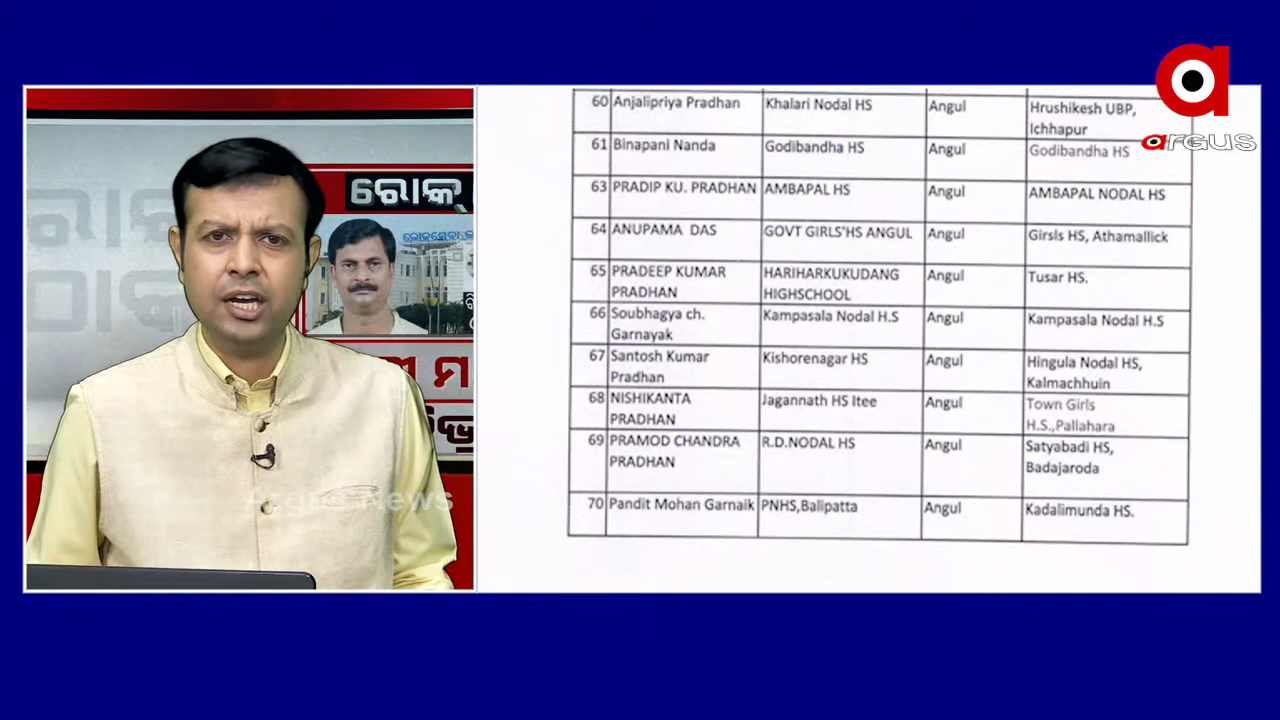 argus
ରୋକ୍
ରୋକ୍
ଠୋକ୍
ଲୋକସେବା
ମ
Argus News
60 Anjalipriya Pradhan Khalari Nodal HS Angul Hrushikesh UBP,
Ichhapur
61 Binapani Nanda Godibandha HS Angul Godibandha HS
63 PRADIP KU. PRADHAN AMBAPAL HS Angul AMBAPAL NODAL HS
64 ANUPAMA DAS GOVT GIRLS'HS ANGUL Angul Girsls HS, Athamallick
65 PRADEEP KUMAR HARIHARKUKUDANG Angul Tusar HS.
PRADHAN HIGHSCHOOL
66 Soubhagya ch. Kampasala Nodal H.S Angul Kampasala Nodal H.S
Garnayak
67 Santosh Kumar Kishorenagar HS Angul Hingula Nodal HS,
Pradhan Kalmachhuin
68 NISHIKANTA Jagannath HS Itee Angul Town Girls
PRADHAN H.S.,Pallahara
69 PRAMOD CHANDRA R.D.NODAL HS Angul Satyabadi HS,
PRADHAN Badajaroda
70 Pandit Mohan Garnaik PNHS,Balipatta Angul Kadalimunda HS.